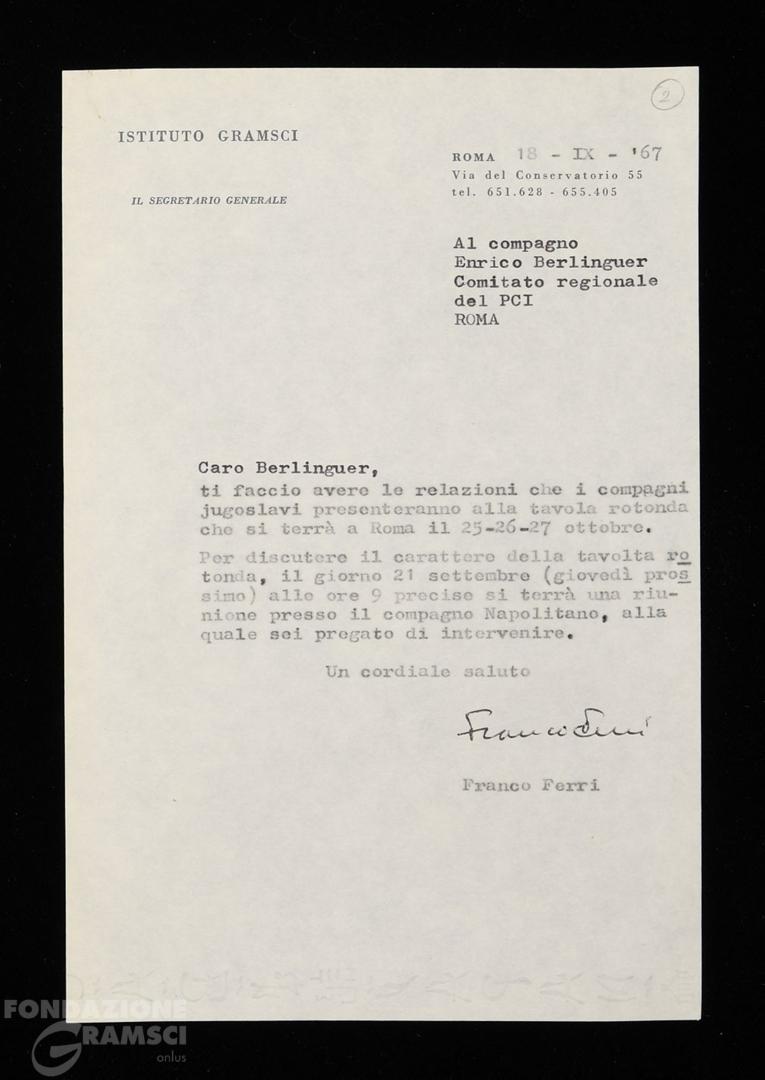 2
ISTITUTO GRAMSCI
IL SEGRETARIO GENERALE
ROMA 18 - IX - '67
Via del Conservatorio 55
tel. 651.628 - 655.405
Al compagno
Enrico Berlinguer
Comitato regionale
del PCI
ROMA
Caro Berlinguer,
ti faccio avere le relazioni che i compagni
jugoslavi presenteranno alla tavola rotonda
che si terrà a Roma il 25-26-27 ottobre.
Per discutere il carattere della tavolta ro
tonda, il giorno 21 settembre (giovedì pros
simo) alle ore 9 precise si terrà una riu-
nione presso il compagno Napolitano, alla
quale sei pregato di intervenire.
Un cordiale saluto
Franco Ferri
Franco Ferri
FONDAZIONE
GRAMSCI
onlus